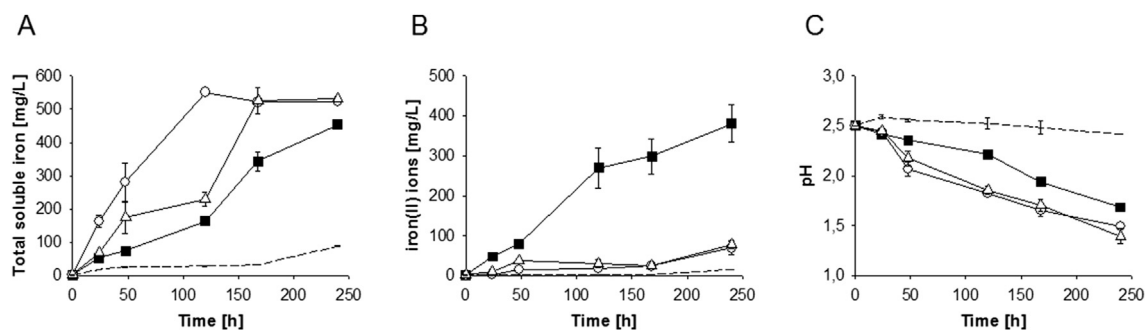 A
Total soluble iron [mg/L]
600
500
400
300
200
100
0
0 50 100 150 200 250
Time [h]
B
iron(II) ions [mg/L]
500
400
300
200
100
0
0 50 100 150 200 250
Time [h]
C
pH
3,0
2,5
2,0
1,5
1,0
0 50 100 150 200 250
Time [h]